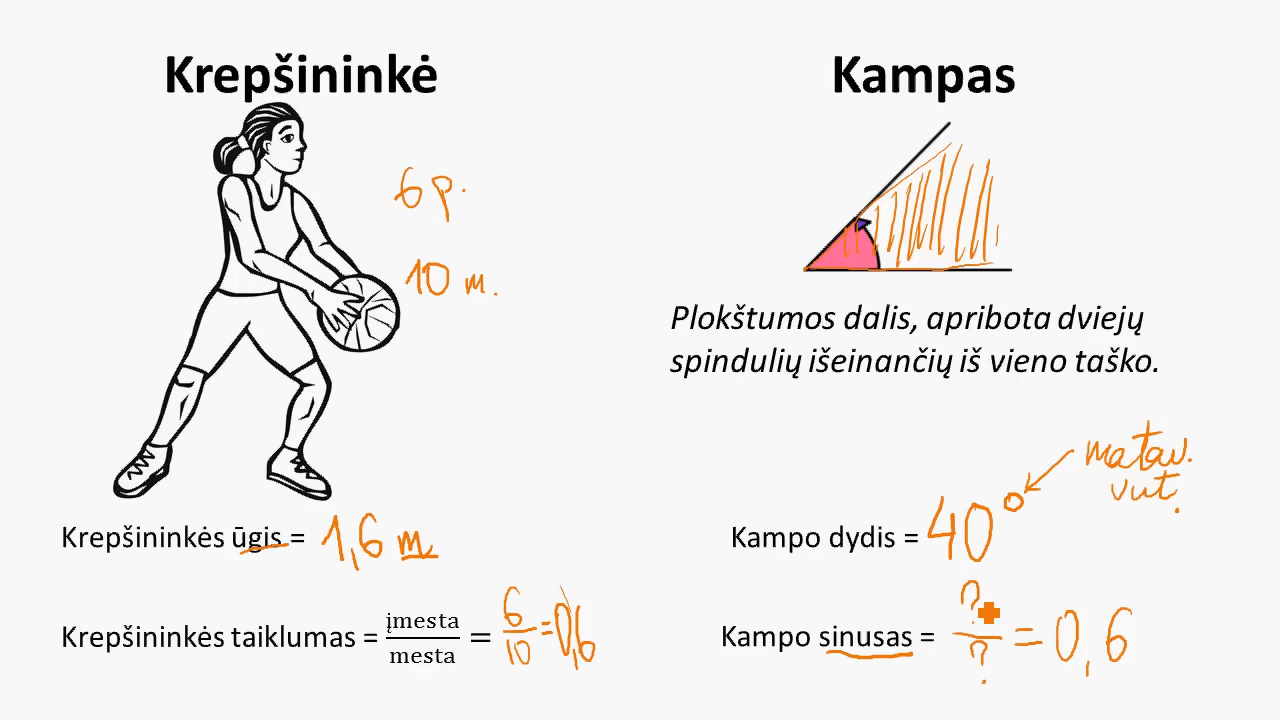 Krepšininkė
6 p.
10 m.
Krepšininkės ūgis = 1,6 m
Krepšininkės taiklumas = įmesta/mesta = 6/10 = 0,6
Kampas
Plokštumos dalis, apribota dviejų
spindulių išeinančių iš vieno taško.
matav.
vnt.
Kampo dydis = 40°
Kampo sinusas = ?/? = 0,6